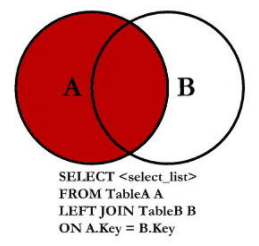 A B
SELECT <select_list>
FROM TableA A
LEFT JOIN TableB B
ON A.Key = B.Key